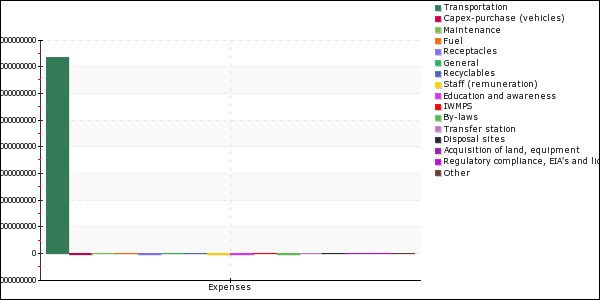 Transportation
Capex-purchase (vehicles)
Maintenance
Fuel
Receptacles
General
Recyclables
Staff (remuneration)
Education and awareness
IWMPS
By-laws
Transfer station
Disposal sites
Acquisition of land, equipment
Regulatory compliance, EIA's and
Other
0
Expenses